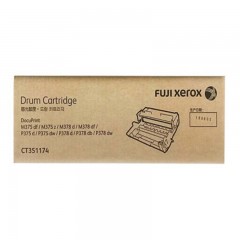 FUJI XEROX
Drum Cartridge
DocuPrint
M375 df / M375 z / M378 d / M378 df /
P375 d / P375 dw / P378 d / P378 db / P378 dw
CT351174